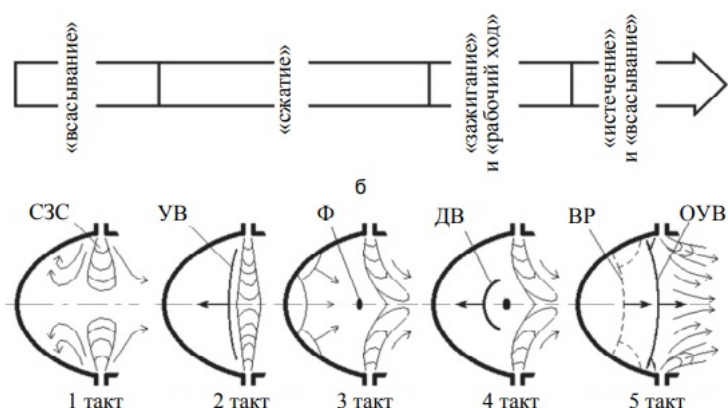 «всасывание»
«сжатие»
«зажигание»
и «рабочий ход»
«истечение»
и «всасывание»
б
СЗС УВ Ф ДВ ВР ОУВ
1 такт 2 такт 3 такт 4 такт 5 такт